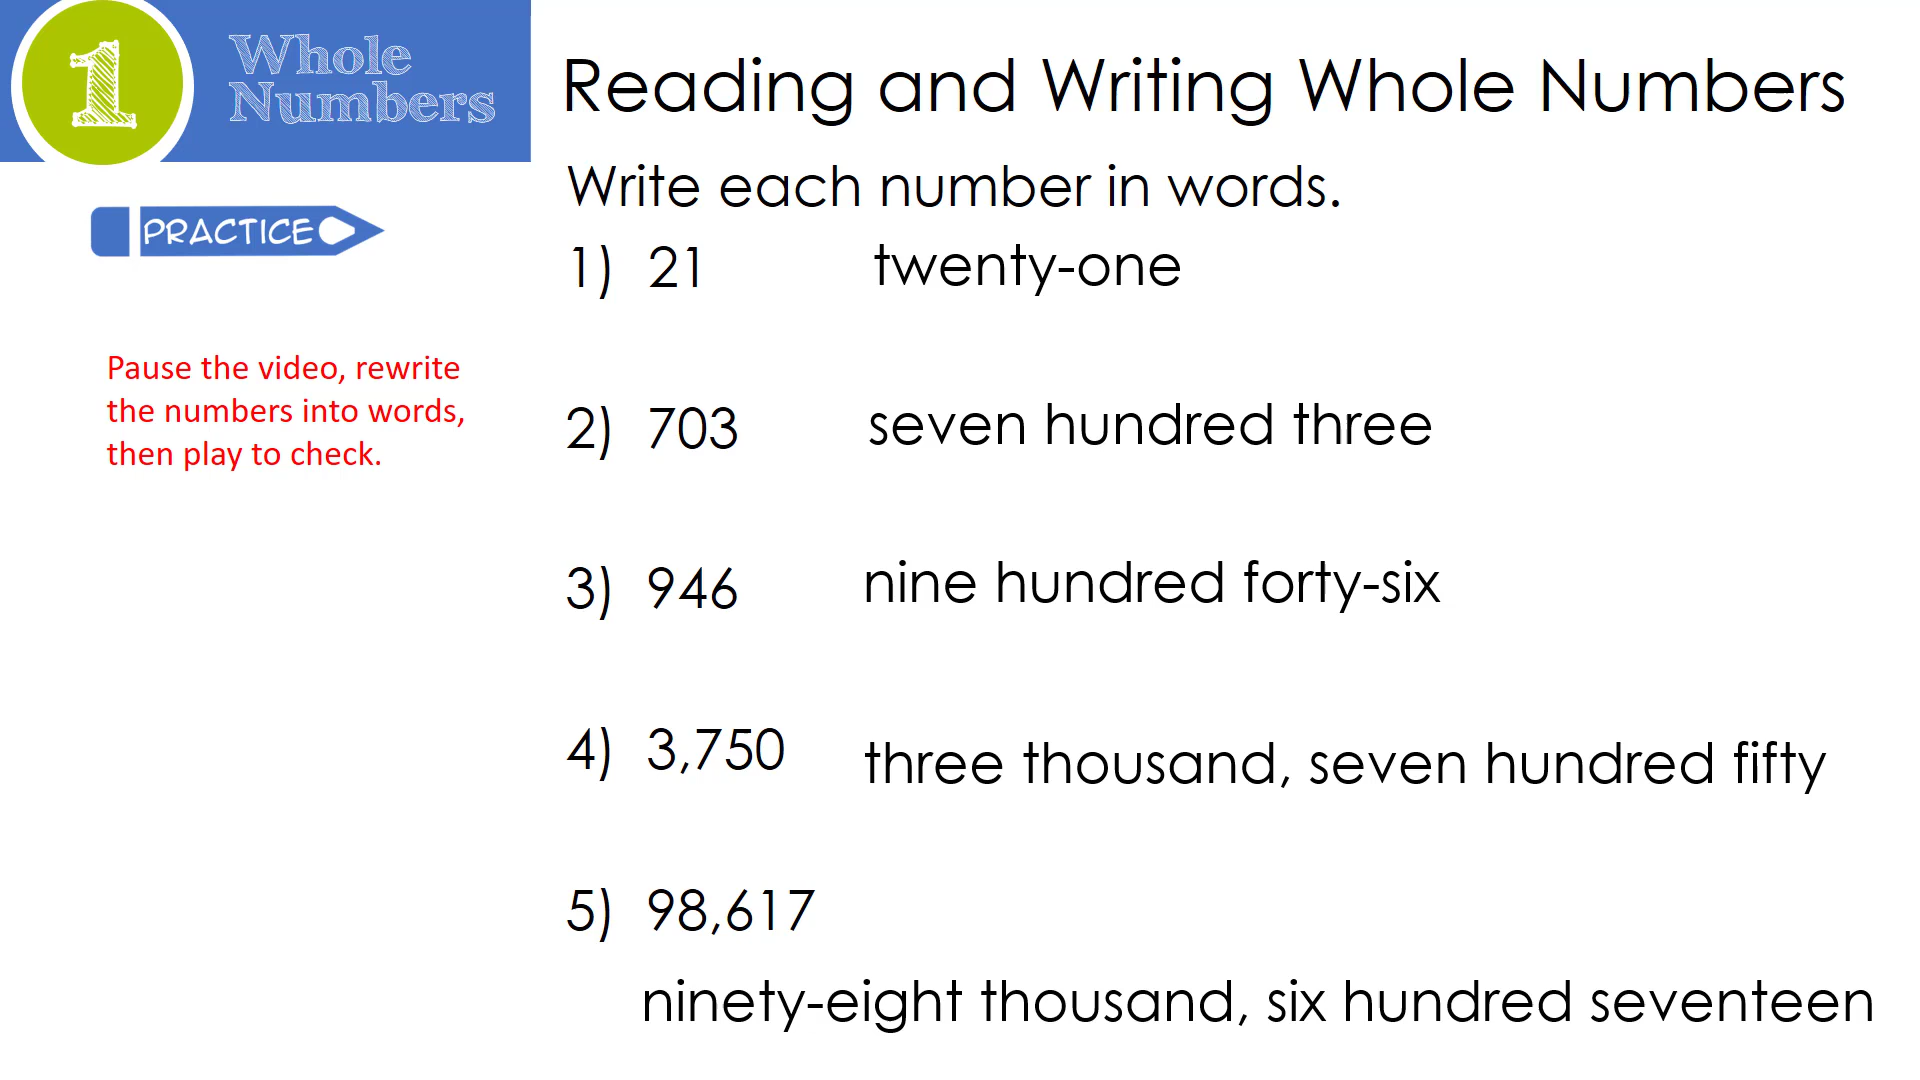 1
Whole
Numbers
Reading and Writing Whole Numbers
PRACTICE
Pause the video, rewrite
the numbers into words,
then play to check.
Write each number in words.
1) 21 twenty-one
2) 703 seven hundred three
3) 946 nine hundred forty-six
4) 3,750 three thousand, seven hundred fifty
5) 98,617
ninety-eight thousand, six hundred seventeen